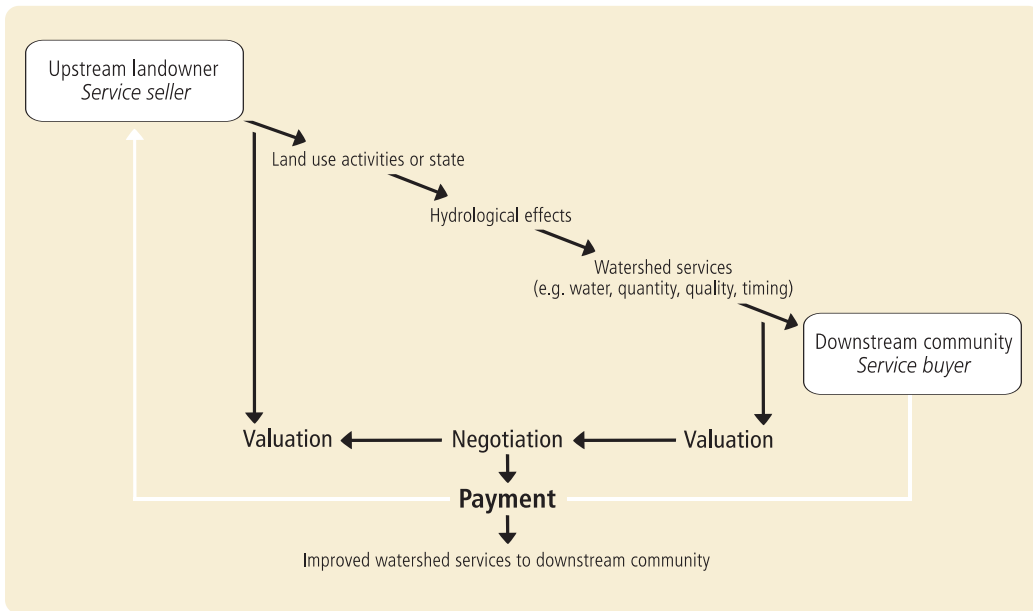 Upstream landowner
Service seller
Land use activities or state
Hydrological effects
Watershed services
(e.g. water, quantity, quality, timing)
Downstream community
Service buyer
Valuation
Negotiation
Valuation
Payment
Improved watershed services to downstream community